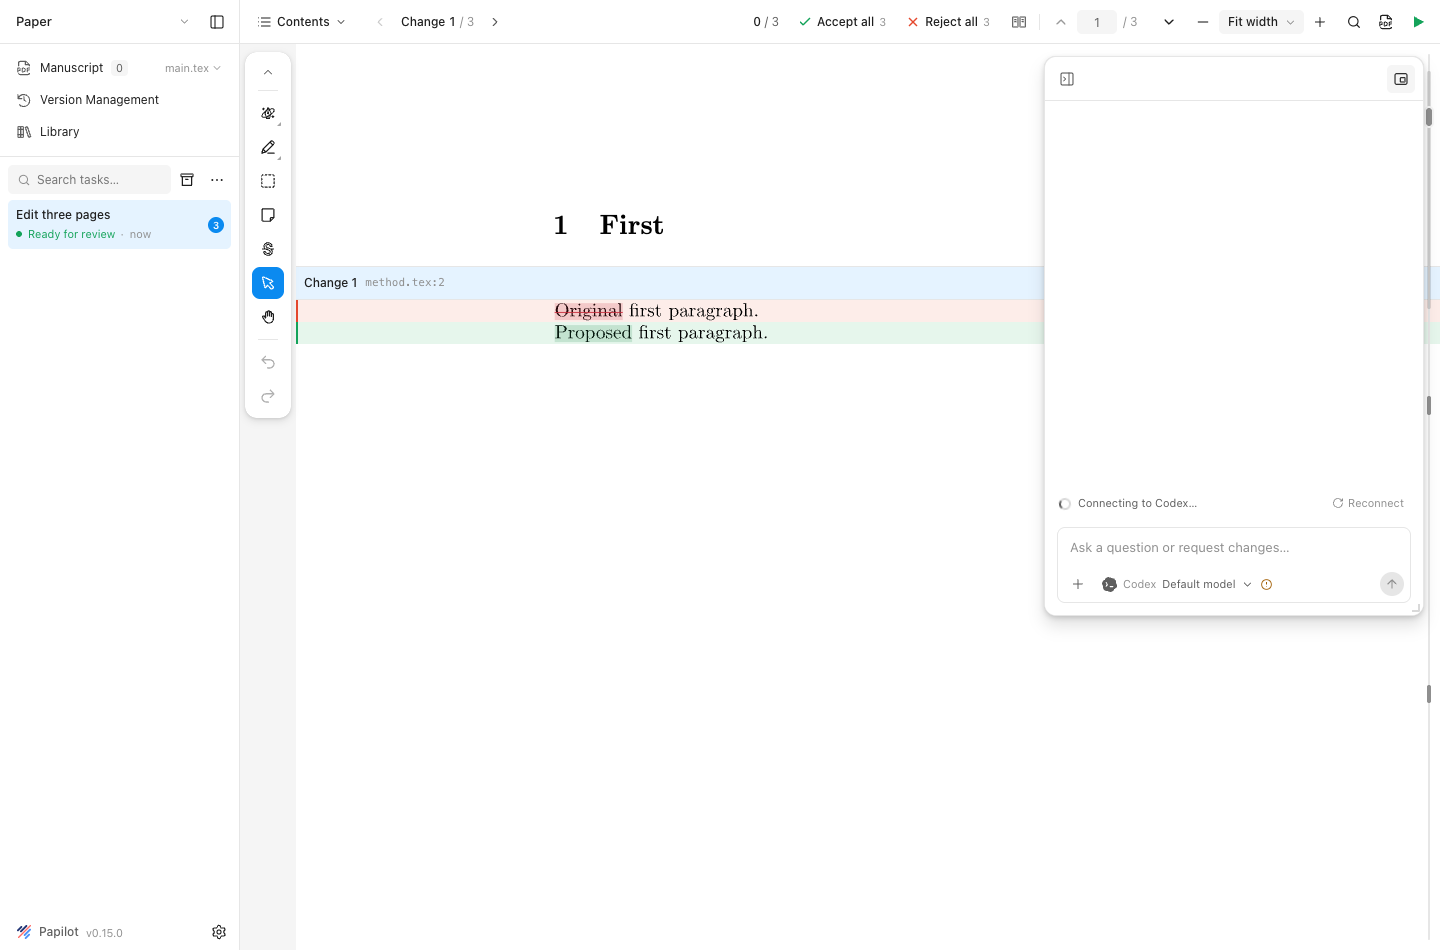 Paper
Contents
Change 1 / 3
0 / 3
Accept all 3
Reject all 3
1 / 3
Fit width
PDF
Manuscript 0
main.tex
Version Management
Library
Search tasks...
Edit three pages
Ready for review · now
3
1 First
Change 1 method.tex:2
Original first paragraph.
Proposed first paragraph.
Connecting to Codex...
Reconnect
Ask a question or request changes...
Codex Default model
Papilot v0.15.0